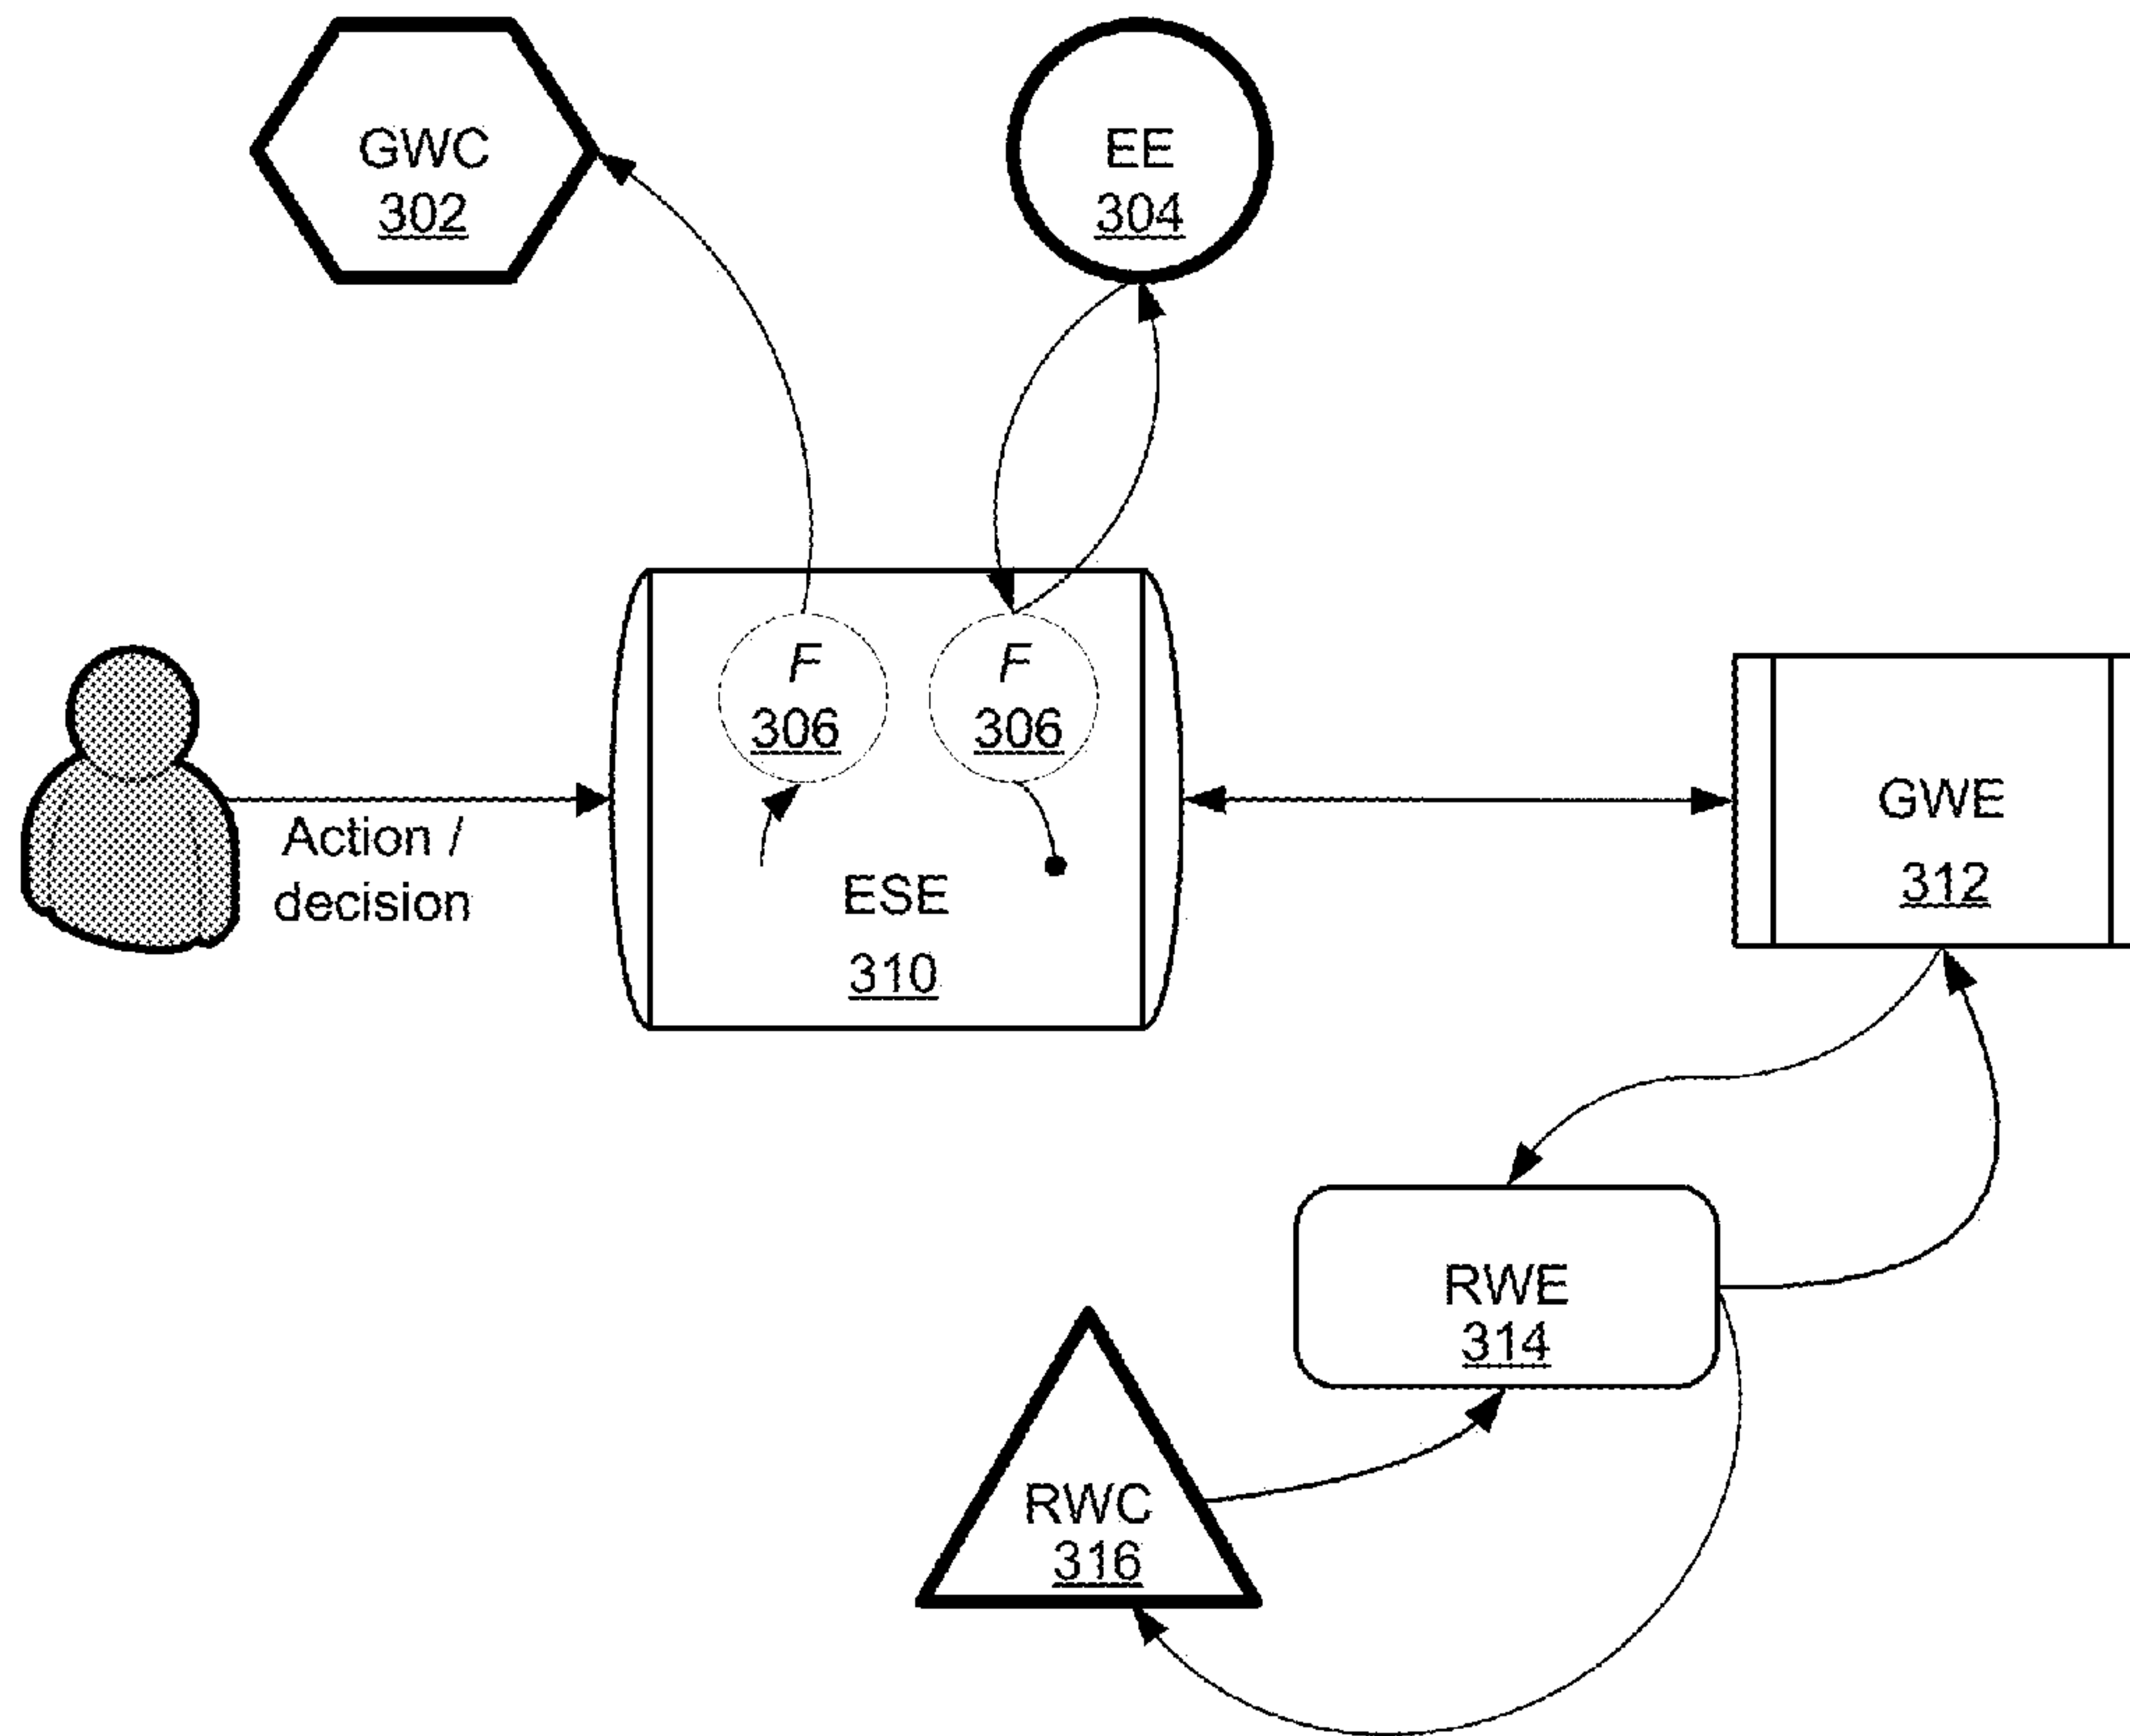 GWC
302
EE
304
F
306
F
306
Action /
decision
ESE
310
GWE
312
RWE
314
RWC
316